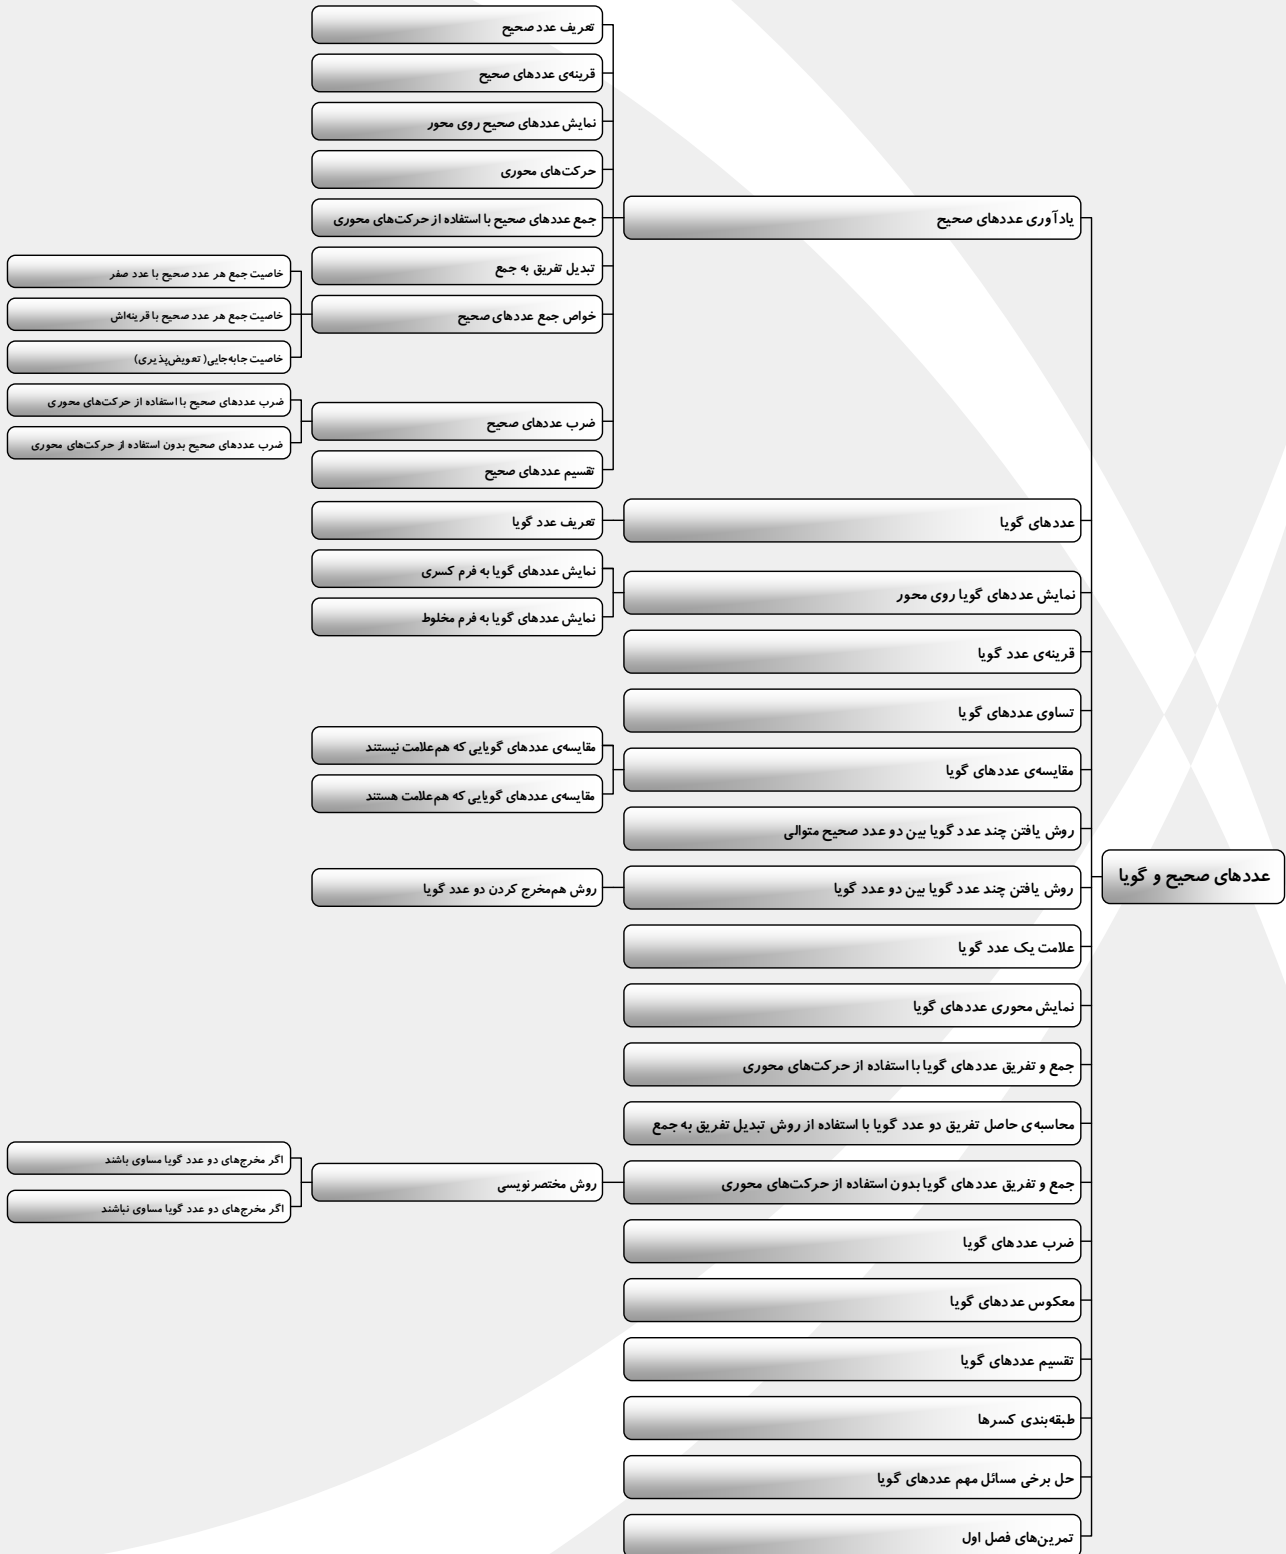 عددهای صحیح و گویا
یادآوری عددهای صحیح
تعریف عدد صحیح
قرینه‌ی عددهای صحیح
نمایش عددهای صحیح روی محور
حرکت‌های محوری
جمع عددهای صحیح با استفاده از حرکت‌های محوری
تبدیل تفریق به جمع
خواص جمع عددهای صحیح
خاصیت جمع هر عدد صحیح با عدد صفر
خاصیت جمع هر عدد صحیح با قرینه‌اش
خاصیت جابه‌جایی( تعویض‌پذیری)
ضرب عددهای صحیح
ضرب عددهای صحیح با استفاده از حرکت‌های محوری
ضرب عددهای صحیح بدون استفاده از حرکت‌های محوری
تقسیم عددهای صحیح
عددهای گویا
تعریف عدد گویا
نمایش عددهای گویا روی محور
نمایش عددهای گویا به فرم کسری
نمایش عددهای گویا به فرم مخلوط
قرینه‌ی عدد گویا
تساوی عددهای گویا
مقایسه‌ی عددهای گویا
مقایسه‌ی عددهای گویایی که هم‌علامت نیستند
مقایسه‌ی عددهای گویایی که هم‌علامت هستند
روش یافتن چند عدد گویا بین دو عدد صحیح متوالی
روش یافتن چند عدد گویا بین دو عدد گویا
روش هم‌مخرج کردن دو عدد گویا
علامت یک عدد گویا
نمایش محوری عددهای گویا
جمع و تفریق عددهای گویا با استفاده از حرکت‌های محوری
محاسبه‌ی حاصل تفریق دو عدد گویا با استفاده از روش تبدیل تفریق به جمع
جمع و تفریق عددهای گویا بدون استفاده از حرکت‌های محوری
روش مختصرنویسی
اگر مخرج‌های دو عدد گویا مساوی باشند
اگر مخرج‌های دو عدد گویا مساوی نباشند
ضرب عددهای گویا
معکوس عددهای گویا
تقسیم عددهای گویا
طبقه‌بندی کسرها
حل برخی مسائل مهم عددهای گویا
تمرین‌های فصل اول